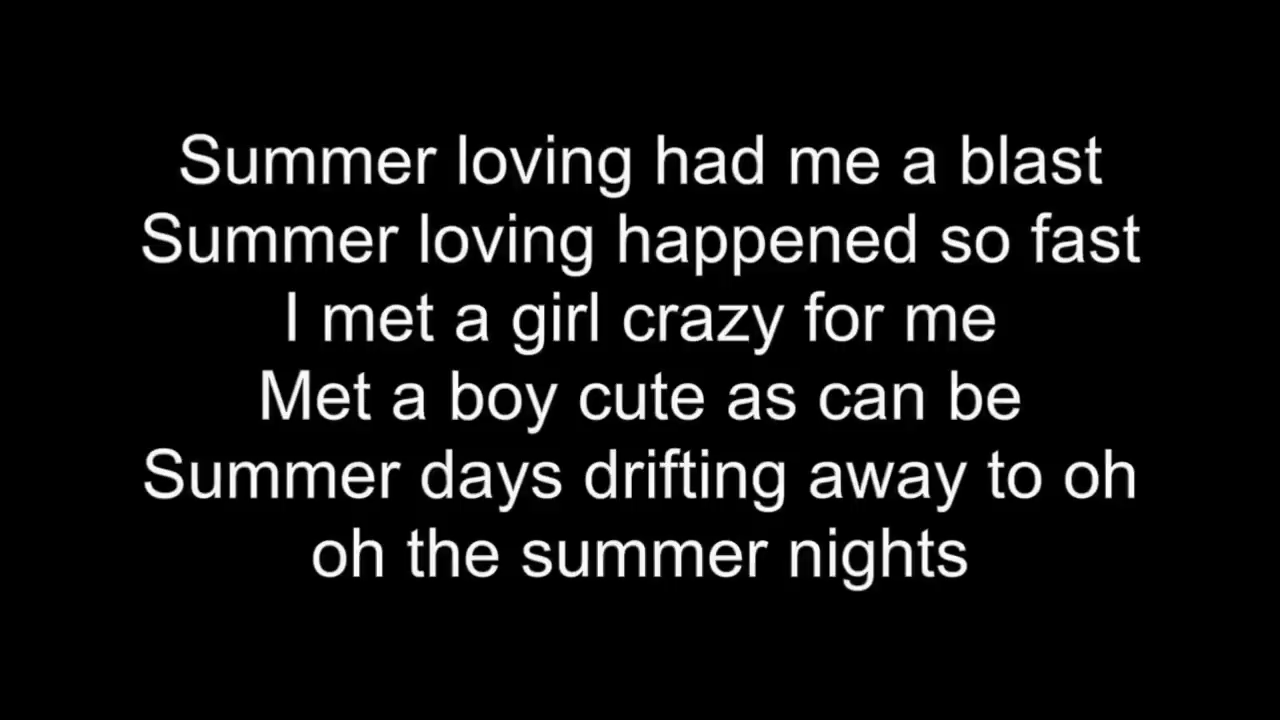 Summer loving had me a blast
Summer loving happened so fast
I met a girl crazy for me
Met a boy cute as can be
Summer days drifting away to oh
oh the summer nights